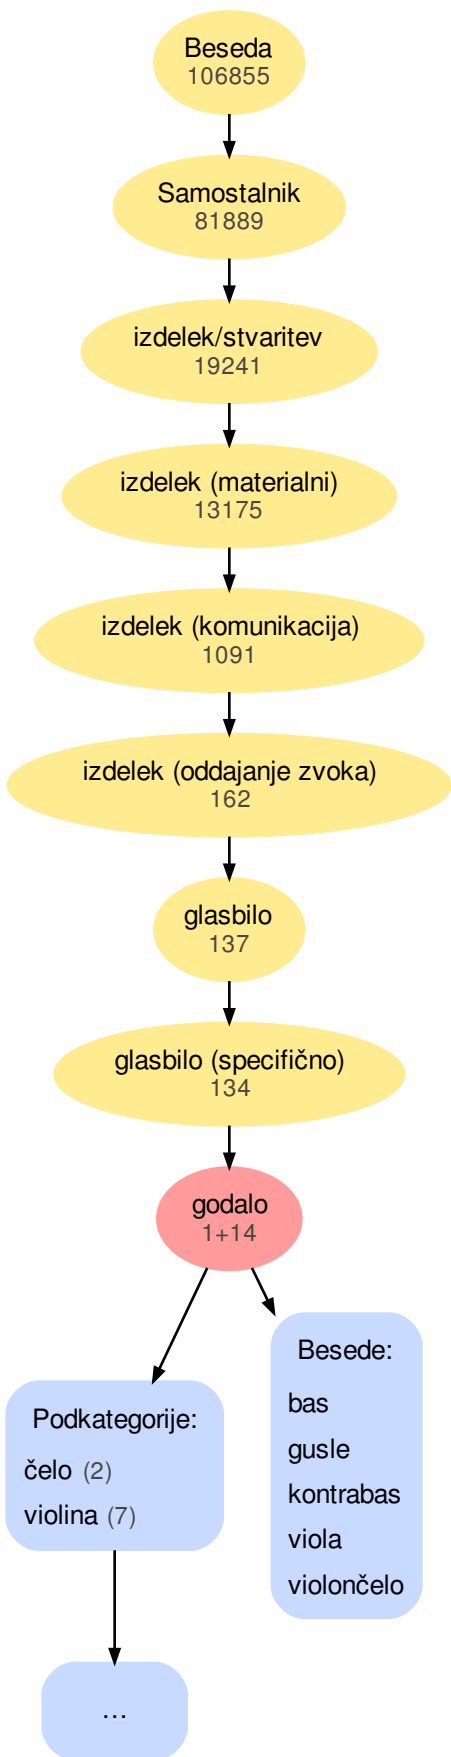 Beseda
106855
Samostalnik
81889
izdelek/stvaritev
19241
izdelek (materialni)
13175
izdelek (komunikacija)
1091
izdelek (oddajanje zvoka)
162
glasbilo
137
glasbilo (specifično)
134
godalo
1+14
Podkategorije:
čelo (2)
violina (7)
...
Besede:
bas
gusle
kontrabas
viola
violončelo